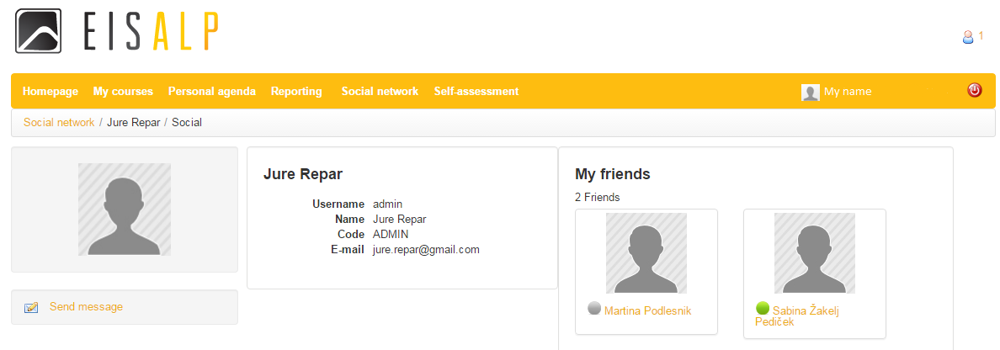 EISALP
1
Homepage My courses Personal agenda Reporting Social network Self-assessment My name
Social network / Jure Repar / Social
Jure Repar
Username admin
Name Jure Repar
Code ADMIN
E-mail jure.repar@gmail.com
Send message
My friends
2 Friends
Martina Podlesnik
Sabina Žakelj
Pediček